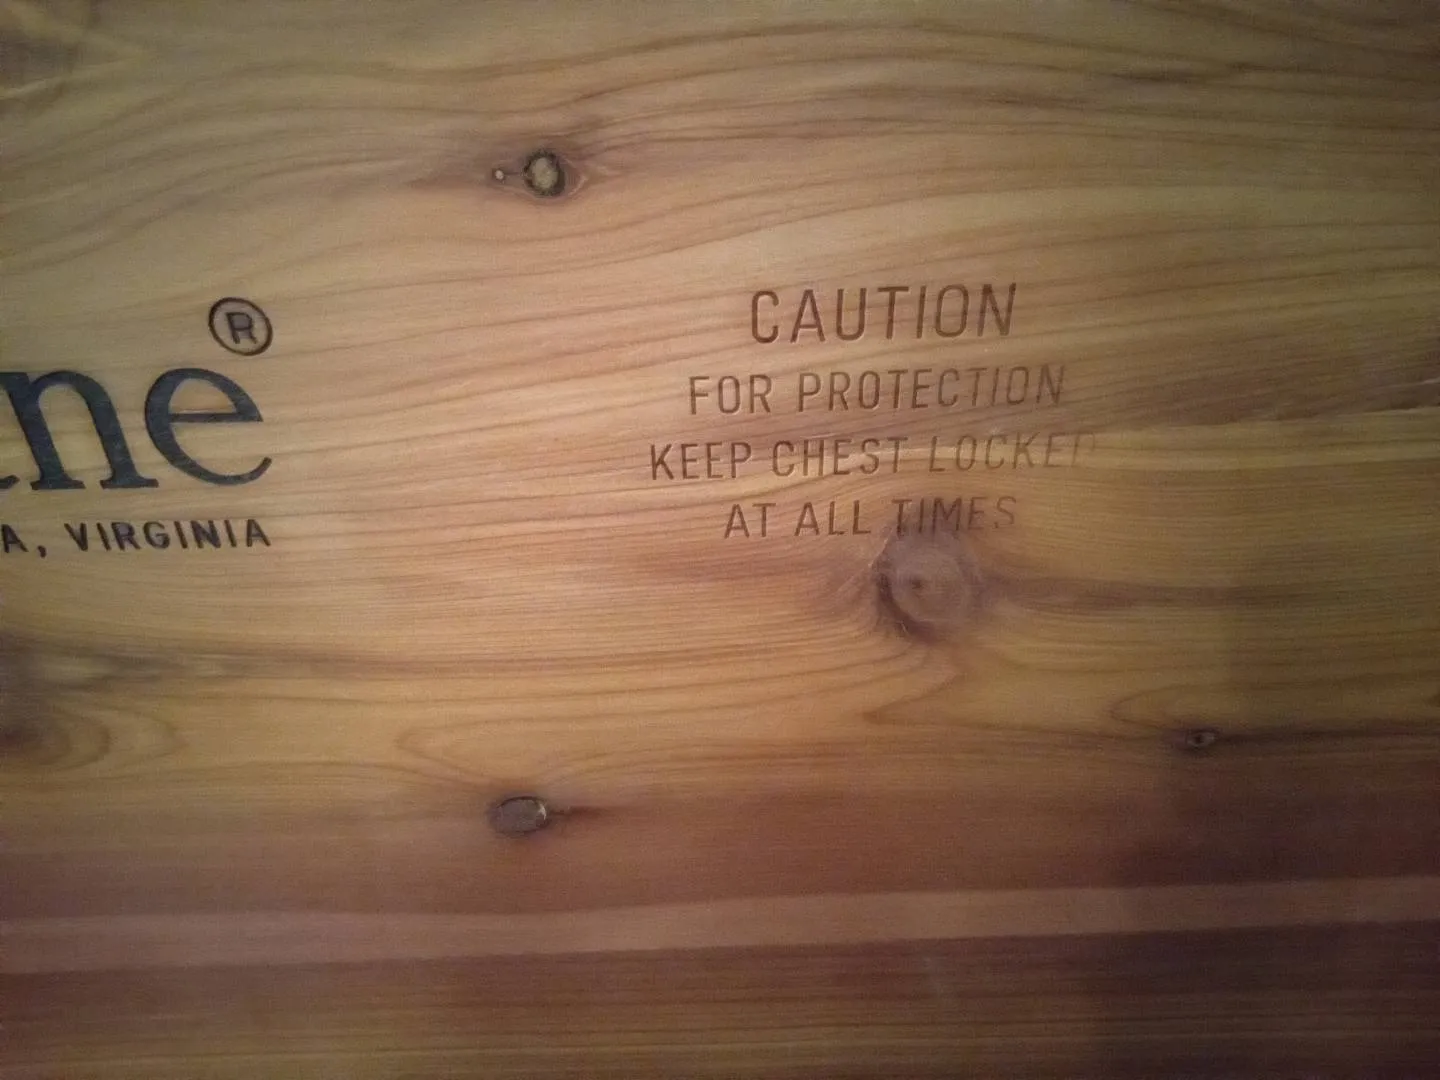 ®
ne
A, VIRGINIA
CAUTION
FOR PROTECTION
KEEP CHEST LOCKED
AT ALL TIMES